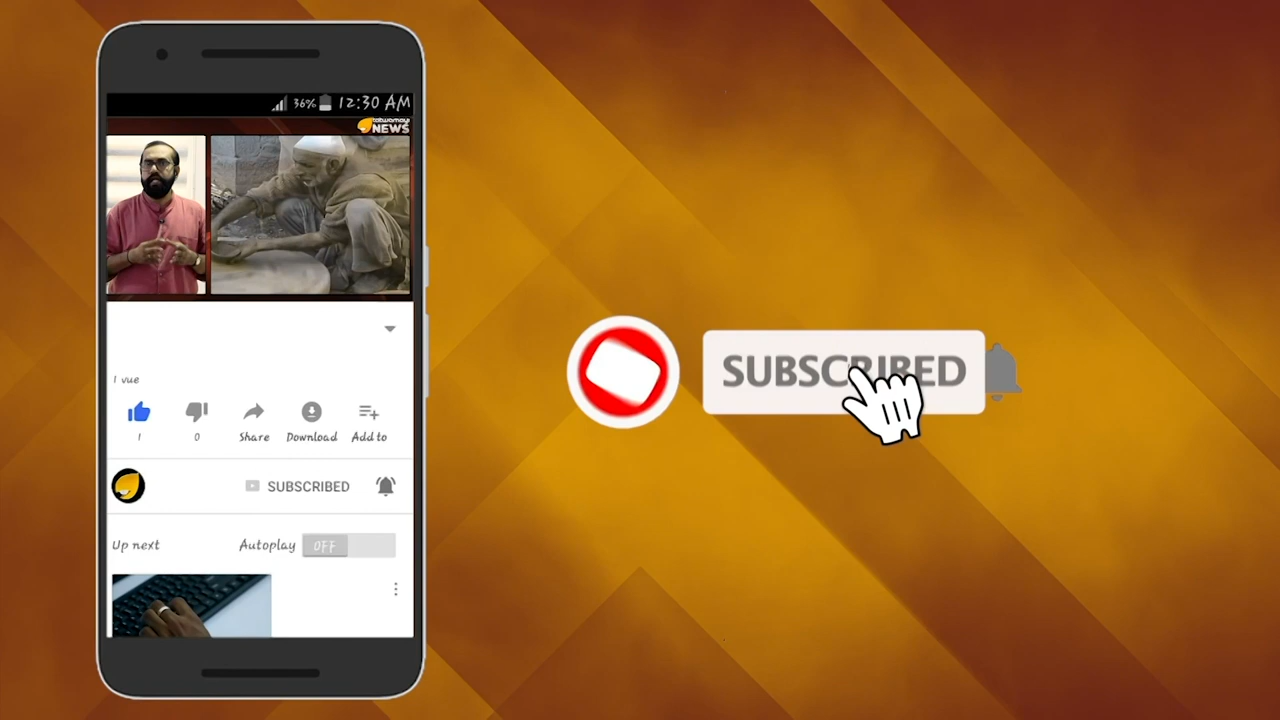 36% 12:30 AM
tatwamayi
NEWS
1 vue
1
0
Share
Download
Add to
SUBSCRIBED
Up next
Autoplay
OFF
SUBSCRIBED